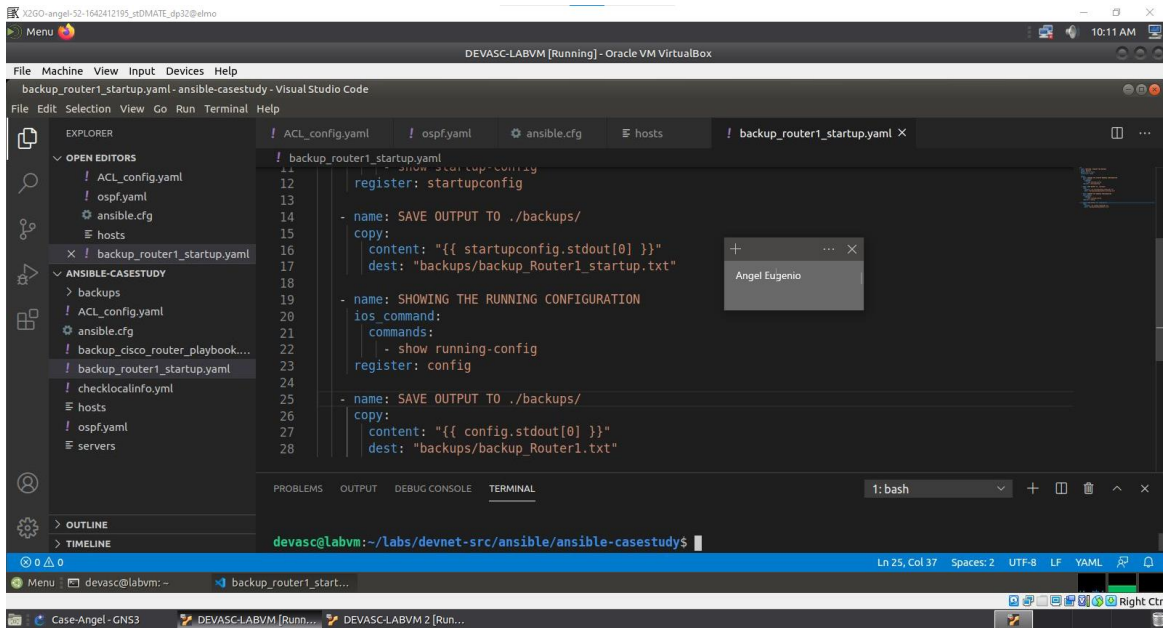 X2GO-angel-52-1642412195_stDMATE_dp32@elmo
Menu
10:11 AM
DEVASC-LABVM [Running] - Oracle VM VirtualBox
File Machine View Input Devices Help
backup_router1_startup.yaml - ansible-casestudy - Visual Studio Code
File Edit Selection View Go Run Terminal Help
EXPLORER
OPEN EDITORS
! ACL_config.yaml
! ospf.yaml
ansible.cfg
hosts
! backup_router1_startup.yaml
ANSIBLE-CASESTUDY
> backups
! ACL_config.yaml
ansible.cfg
! backup_cisco_router_playbook....
! backup_router1_startup.yaml
! checklocalinfo.yml
hosts
! ospf.yaml
servers
> OUTLINE
> TIMELINE
! ACL_config.yaml ! ospf.yaml ansible.cfg hosts ! backup_router1_startup.yaml
! backup_router1_startup.yaml
11 - show startup-config
12 register: startupconfig
13
14 - name: SAVE OUTPUT TO ./backups/
15 copy:
16 content: "{{ startupconfig.stdout[0] }}"
17 dest: "backups/backup_Router1_startup.txt"
18
19 - name: SHOWING THE RUNNING CONFIGURATION
20 ios_command:
21 commands:
22 - show running-config
23 register: config
24
25 - name: SAVE OUTPUT TO ./backups/
26 copy:
27 content: "{{ config.stdout[0] }}"
28 dest: "backups/backup_Router1.txt"
Angel Eugenio
PROBLEMS OUTPUT DEBUG CONSOLE TERMINAL 1: bash
devasc@labvm:~/labs/devnet-src/ansible/ansible-casestudy$
0 0 Ln 25, Col 37 Spaces: 2 UTF-8 LF YAML
Menu devasc@labvm: ~ backup_router1_start...
Right Ctr
Case-Angel - GNS3 DEVASC-LABVM [Runn... DEVASC-LABVM 2 [Run...